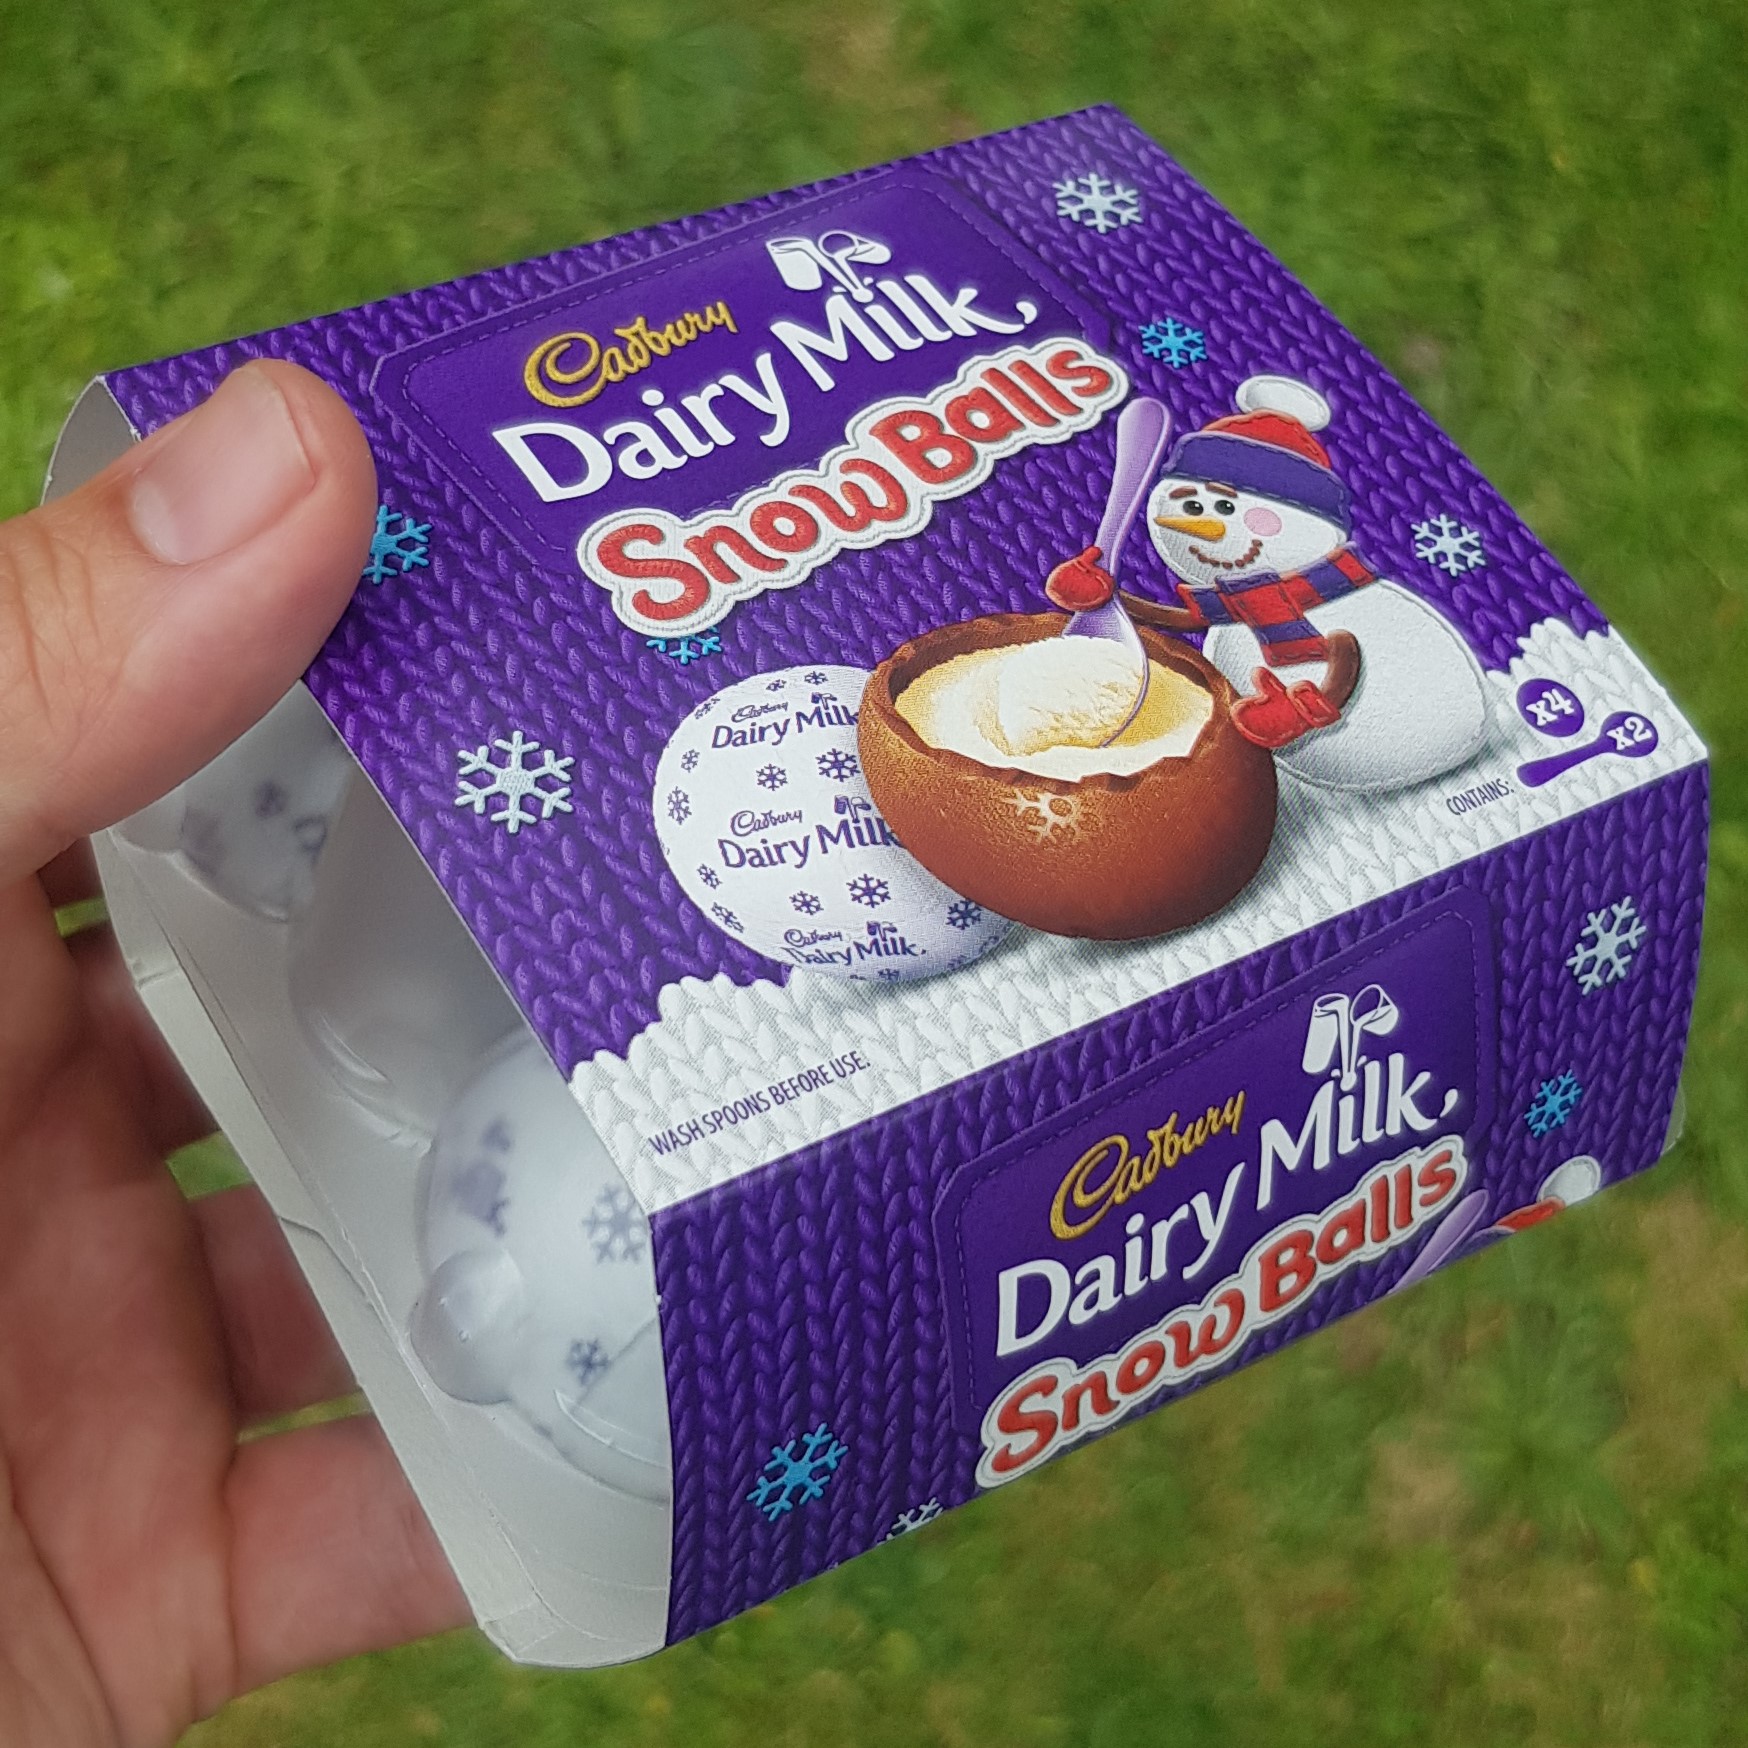 Cadbury
Dairy Milk
Snow Balls
Cadbury
Dairy Milk
Cadbury
Dairy Milk
Cadbury
Dairy Milk
x4
x2
CONTAINS:
WASH SPOONS BEFORE USE.
Cadbury
Dairy Milk
Snow Balls